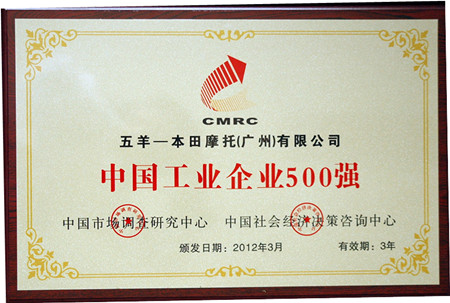 CMRC
五羊—本田摩托(广州)有限公司
中国工业企业500强
中国市场调查研究中心 中国社会经济决策咨询中心
颁发日期:2012年3月 有效期:3年